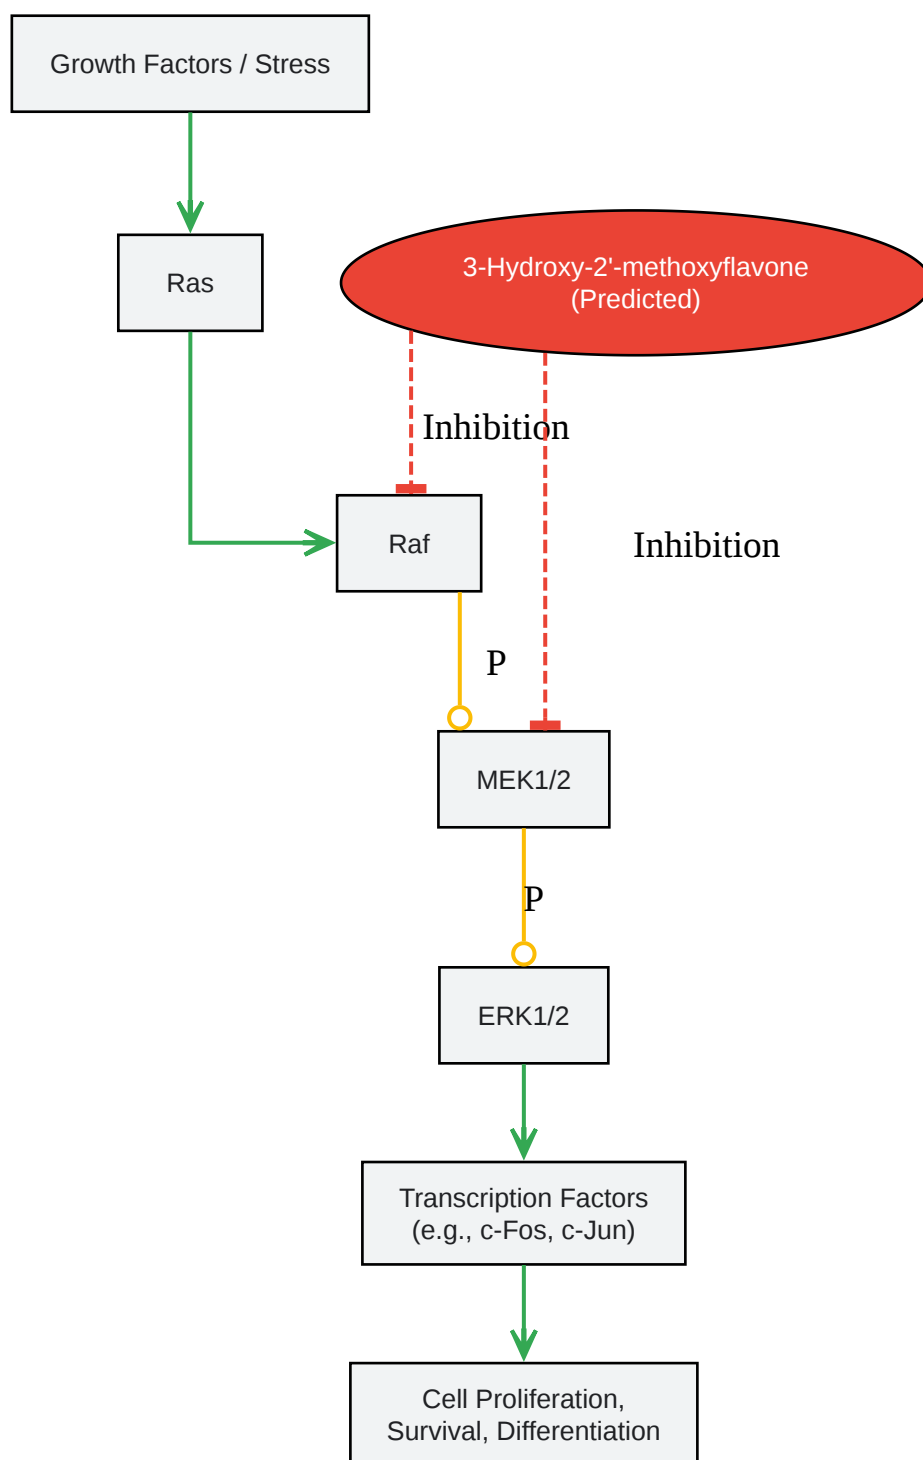 Growth Factors / Stress
Ras
3-Hydroxy-2'-methoxyflavone
(Predicted)
Inhibition
Raf
Inhibition
P
MEK1/2
P
ERK1/2
Transcription Factors
(e.g., c-Fos, c-Jun)
Cell Proliferation,
Survival, Differentiation